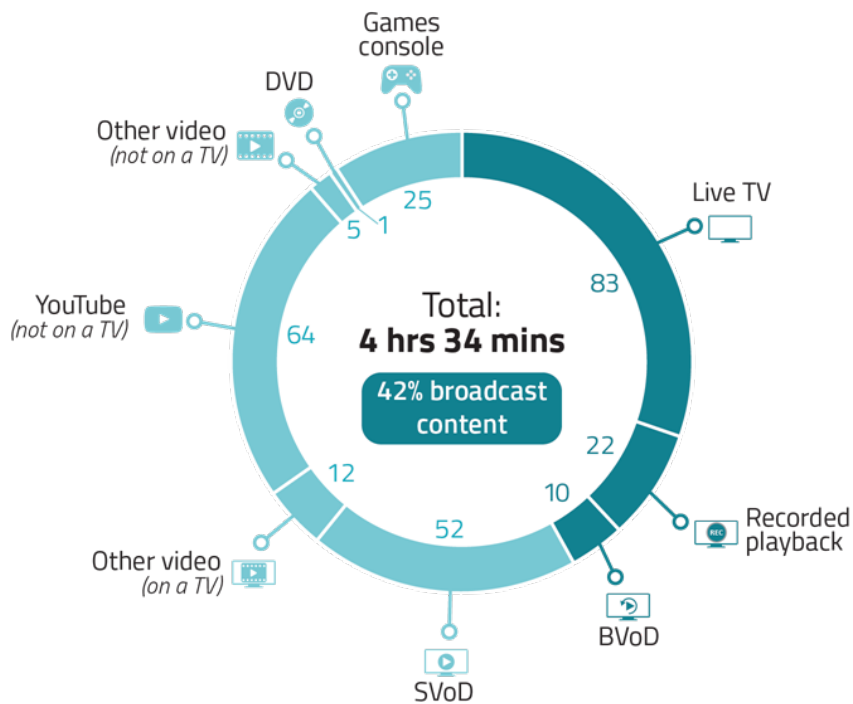 Games
console
DVD
Other video
(not on a TV)
25
1
5
Live TV
83
YouTube
(not on a TV)
64
Total:
4 hrs 34 mins
42% broadcast
content
22
12
10
52
Recorded
playback
REC
Other video
(on a TV)
BVoD
SVoD